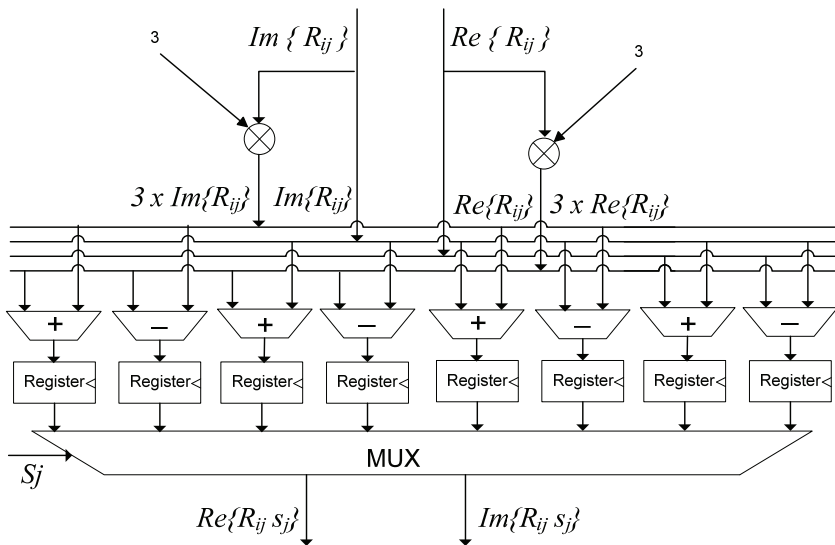 3
Im { Rij }
Re { Rij }
3
3 x Im{Rij}
Im{Rij}
Re{Rij}
3 x Re{Rij}
+
−
+
−
+
−
+
−
Register
Register
Register
Register
Register
Register
Register
Register
MUX
Sj
Re{Rij sj}
Im{Rij sj}